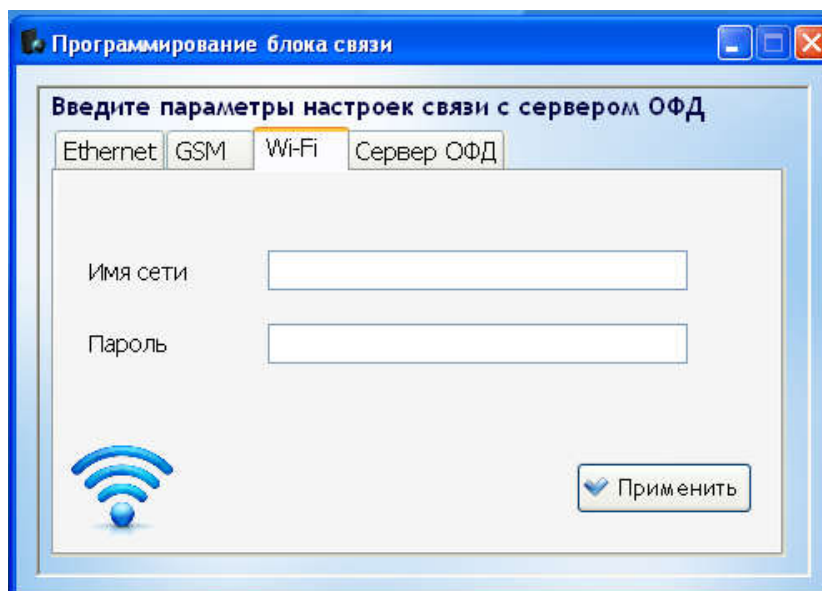 Программирование блока связи
Введите параметры настроек связи с сервером ОФД
Ethernet GSM Wi-Fi Сервер ОФД
Имя сети
Пароль
Применить